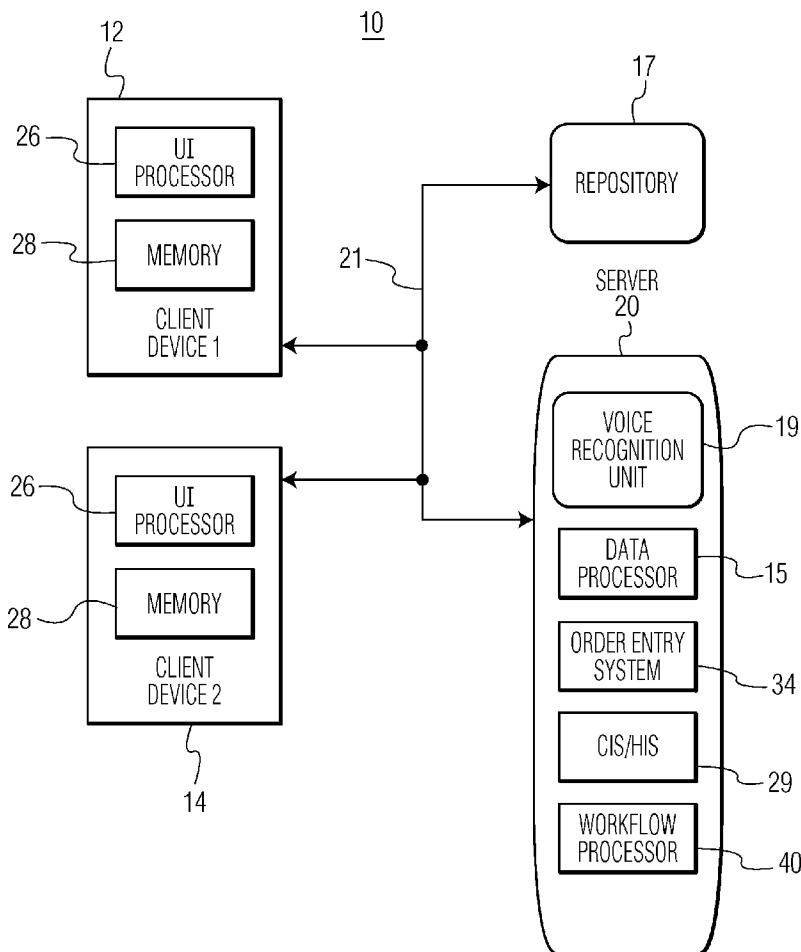 10
12
26
UI
PROCESSOR
28
MEMORY
CLIENT
DEVICE 1
17
REPOSITORY
21
SERVER
20
VOICE
RECOGNITION
UNIT
19
DATA
PROCESSOR
15
ORDER ENTRY
SYSTEM
34
CIS/HIS
29
WORKFLOW
PROCESSOR
40
26
UI
PROCESSOR
28
MEMORY
CLIENT
DEVICE 2
14